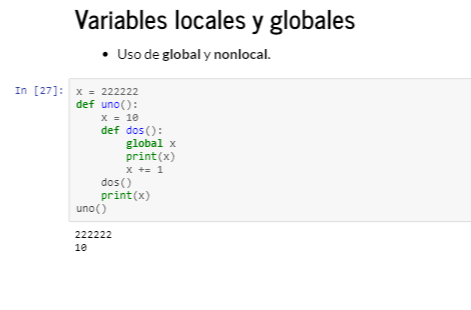 Variables locales y globales
• Uso de global y nonlocal.
In [27]: x = 222222
def uno():
    x = 10
    def dos():
        global x
        print(x)
        x += 1
    dos()
    print(x)
uno()
222222
10